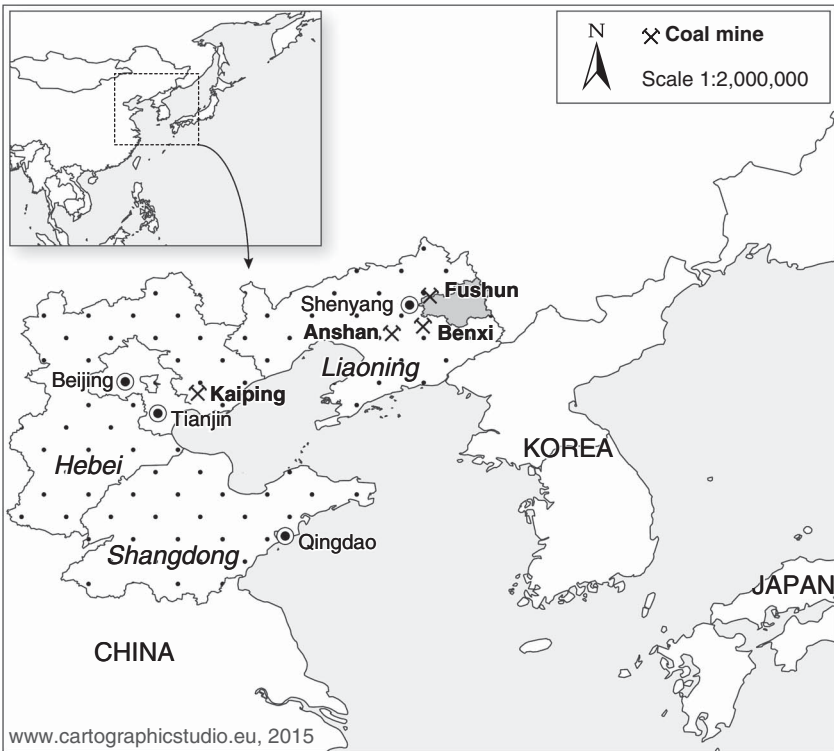 N
Coal mine
Scale 1:2,000,000
Fushun
Shenyang
Anshan
Benxi
Liaoning
Beijing
Kaiping
Tianjin
KOREA
Hebei
Qingdao
Shangdong
JAPAN
CHINA
www.cartographicstudio.eu, 2015